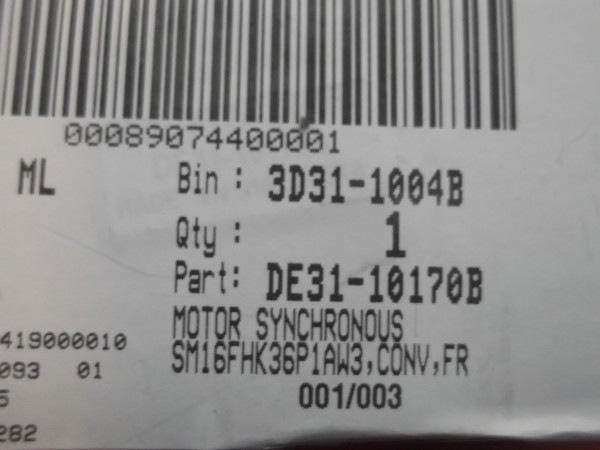 00089074400001
ML
Bin : 3D31-1004B
Qty : 1
Part: DE31-10170B
MOTOR SYNCHRONOUS
SM16FHK36P1AW3,CONV,FR
001/003
419000010
093 01
5
282